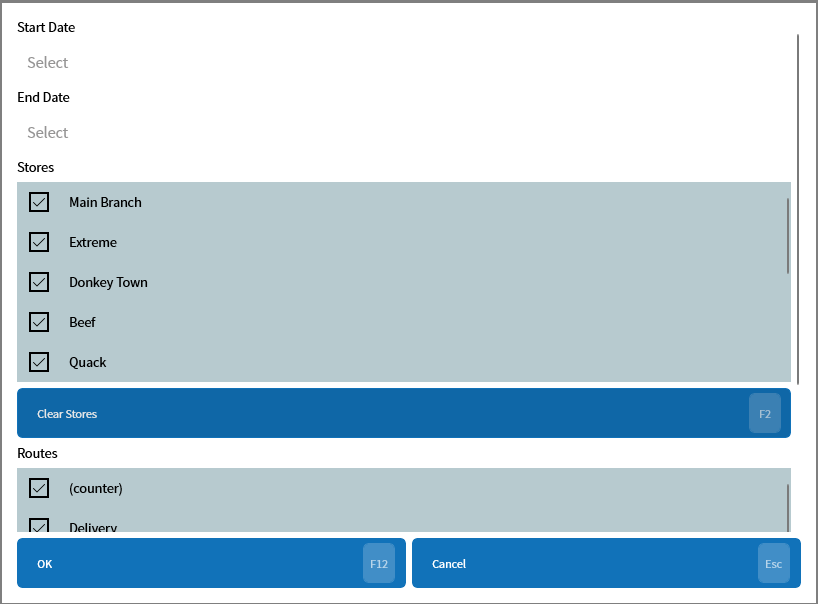 Start Date
Select
End Date
Select
Stores
Main Branch
Extreme
Donkey Town
Beef
Quack
Clear Stores F2
Routes
(counter)
Delivery
OK F12 Cancel Esc